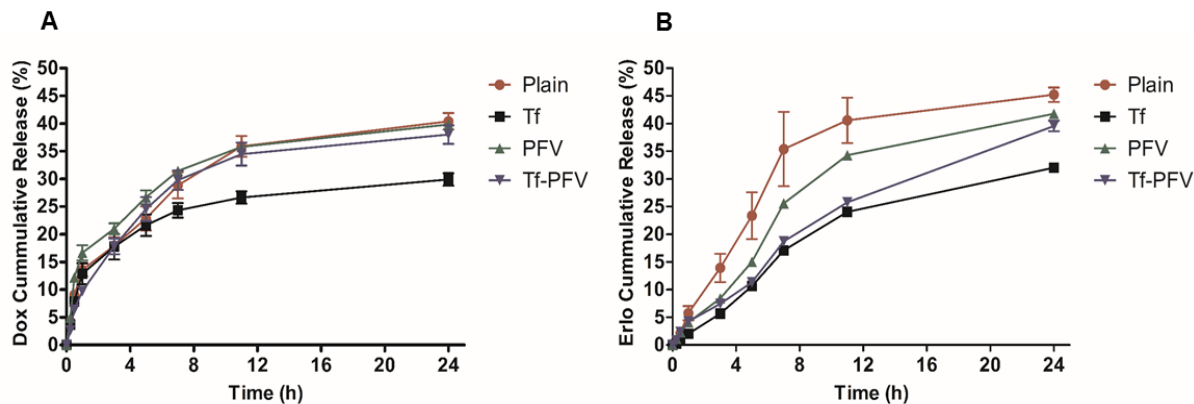 A
Dox Cummulative Release (%)
50
45
40
35
30
25
20
15
10
5
0
0 4 8 12 16 20 24
Time (h)
Plain
Tf
PFV
Tf-PFV
B
Erlo Cummulative Release (%)
50
45
40
35
30
25
20
15
10
5
0
0 4 8 12 16 20 24
Time (h)
Plain
Tf
PFV
Tf-PFV